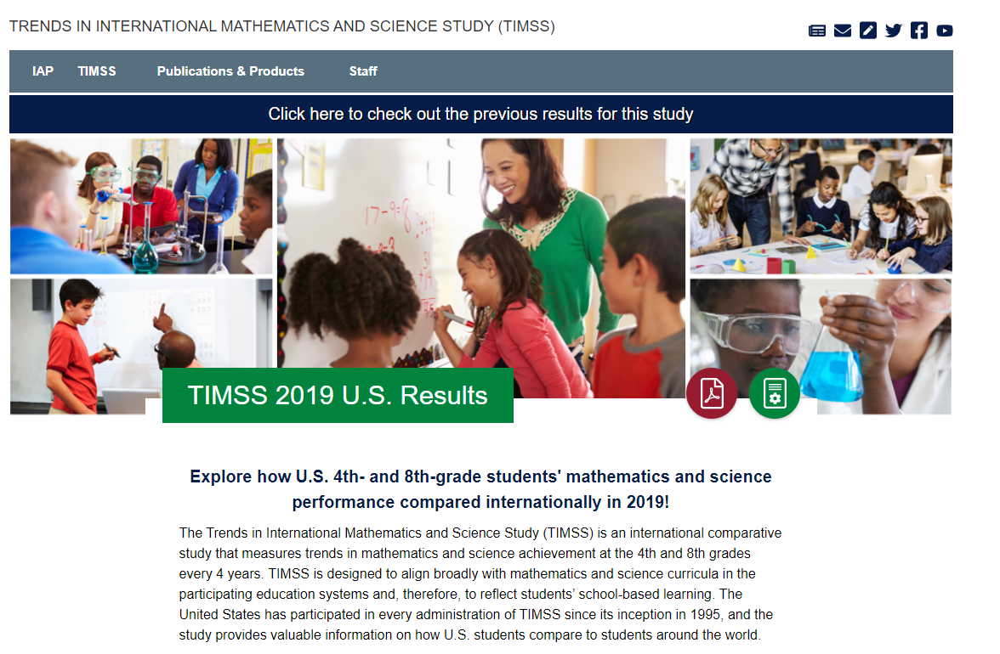 TRENDS IN INTERNATIONAL MATHEMATICS AND SCIENCE STUDY (TIMSS)
IAP TIMSS Publications & Products Staff
Click here to check out the previous results for this study
17-9=8
TIMSS 2019 U.S. Results
Explore how U.S. 4th- and 8th-grade students' mathematics and science
performance compared internationally in 2019!
The Trends in International Mathematics and Science Study (TIMSS) is an international comparative
study that measures trends in mathematics and science achievement at the 4th and 8th grades
every 4 years. TIMSS is designed to align broadly with mathematics and science curricula in the
participating education systems and, therefore, to reflect students’ school-based learning. The
United States has participated in every administration of TIMSS since its inception in 1995, and the
study provides valuable information on how U.S. students compare to students around the world.